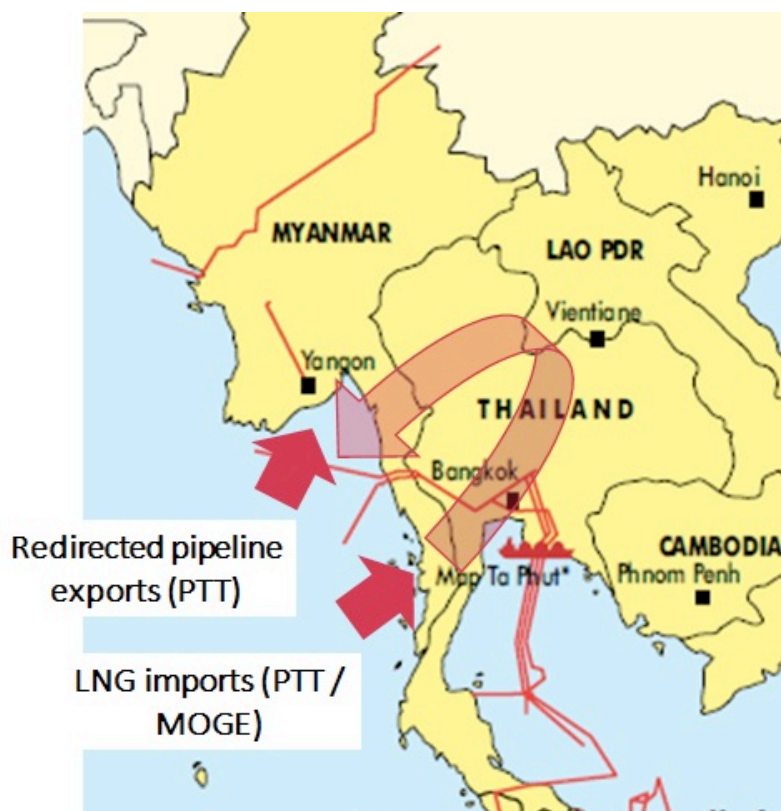 Hanoi
MYANMAR
LAO PDR
Vientiane
Yangon
THAILAND
Bangkok
Redirected pipeline
exports (PTT)
CAMBODIA
Map Ta Phut*
Phnom Penh
LNG imports (PTT /
MOGE)